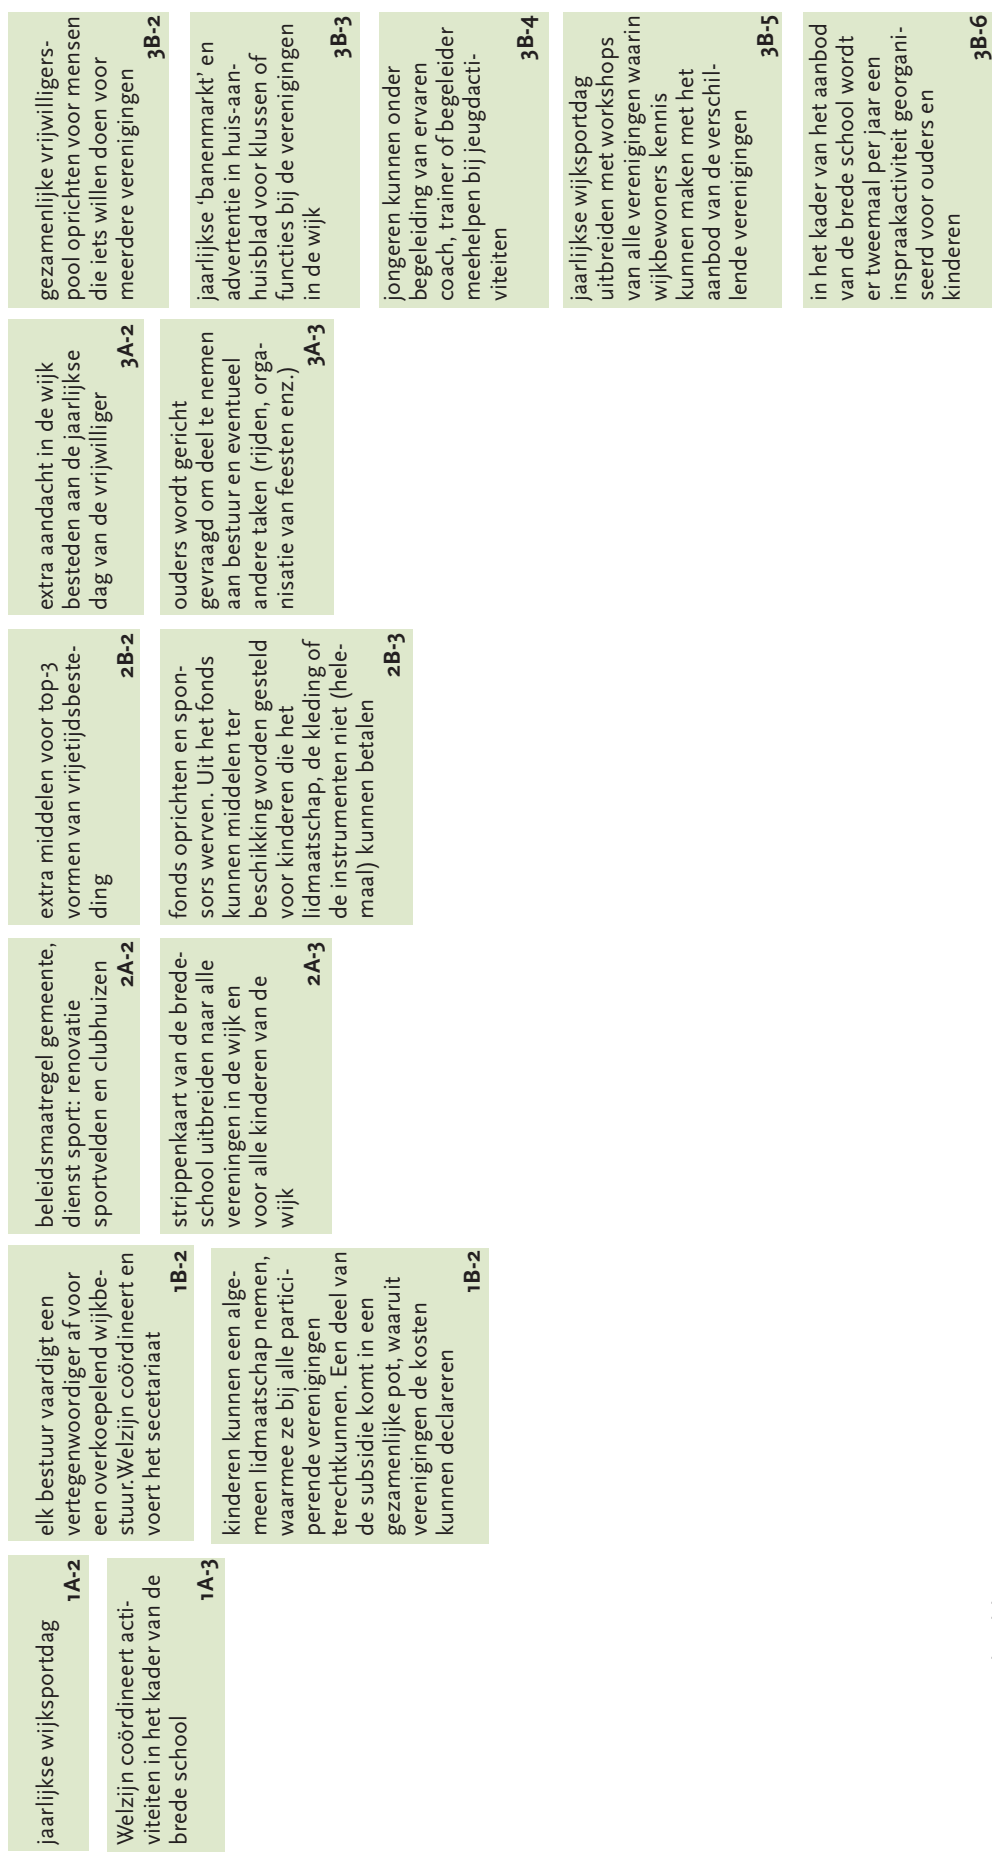 jaarlijkse wijksportdag
1A-2
Welzijn coördineert acti-
viteiten in het kader van de
brede school
1A-3
elk bestuur vaardigt een
vertegenwoordiger af voor
een overkoepelend wijkbe-
stuur.Welzijn coördineert en
voert het secetariaat
1B-2
kinderen kunnen een alge-
meen lidmaatschap nemen,
waarmee ze bij alle partici-
perende verenigingen
terechtkunnen. Een deel van
de subsidie komt in een
gezamenlijke pot, waaruit
verenigingen de kosten
kunnen declareren
1B-2
beleidsmaatregel gemeente,
dienst sport: renovatie
sportvelden en clubhuizen
2A-2
strippenkaart van de brede-
school uitbreiden naar alle
vereningen in de wijk en
voor alle kinderen van de
wijk
2A-3
extra middelen voor top-3
vormen van vrijetijdsbeste-
ding
2B-2
fonds oprichten en spon-
sors werven. Uit het fonds
kunnen middelen ter
beschikking worden gesteld
voor kinderen die het
lidmaatschap, de kleding of
de instrumenten niet (hele-
maal) kunnen betalen
2B-3
extra aandacht in de wijk
besteden aan de jaarlijkse
dag van de vrijwilliger
3A-2
ouders wordt gericht
gevraagd om deel te nemen
aan bestuur en eventueel
andere taken (rijden, orga-
nisatie van feesten enz.)
3A-3
gezamenlijke vrijwilligers-
pool oprichten voor mensen
die iets willen doen voor
meerdere verenigingen
3B-2
jaarlijkse ‘banenmarkt’ en
advertentie in huis-aan-
huisblad voor klussen of
functies bij de verenigingen
in de wijk
3B-3
jongeren kunnen onder
begeleiding van ervaren
coach, trainer of begeleider
meehelpen bij jeugdacti-
viteiten
3B-4
jaarlijkse wijksportdag
uitbreiden met workshops
van alle verenigingen waarin
wijkbewoners kennis
kunnen maken met het
aanbod van de verschil-
lende verenigingen
3B-5
in het kader van het aanbod
van de brede school wordt
er tweemaal per jaar een
inspraakactiviteit georgani-
seerd voor ouders en
kinderen
3B-6